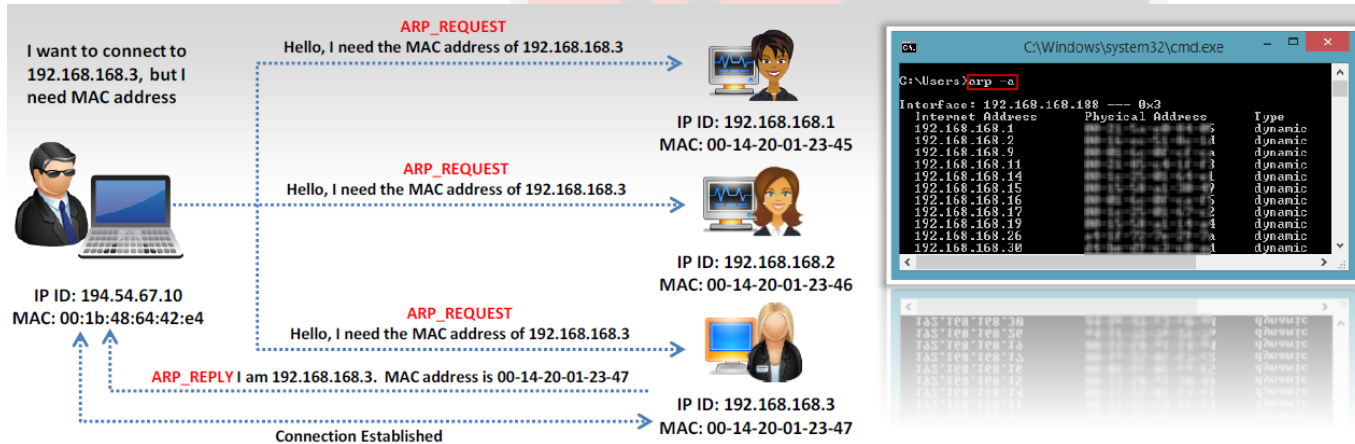 I want to connect to
192.168.168.3, but I
need MAC address
IP ID: 194.54.67.10
MAC: 00:1b:48:64:42:e4
ARP_REQUEST
Hello, I need the MAC address of 192.168.168.3
IP ID: 192.168.168.1
MAC: 00-14-20-01-23-45
ARP_REQUEST
Hello, I need the MAC address of 192.168.168.3
IP ID: 192.168.168.2
MAC: 00-14-20-01-23-46
ARP_REQUEST
Hello, I need the MAC address of 192.168.168.3
ARP_REPLY I am 192.168.168.3. MAC address is 00-14-20-01-23-47
IP ID: 192.168.168.3
MAC: 00-14-20-01-23-47
Connection Established
C:\Windows\system32\cmd.exe
C:\Users>arp -a
Interface: 192.168.168.188 --- 0x3
Internet Address Physical Address Type
192.168.168.1 dynamic
192.168.168.2 dynamic
192.168.168.9 dynamic
192.168.168.11 dynamic
192.168.168.14 dynamic
192.168.168.15 dynamic
192.168.168.16 dynamic
192.168.168.17 dynamic
192.168.168.19 dynamic
192.168.168.26 dynamic
192.168.168.30 dynamic